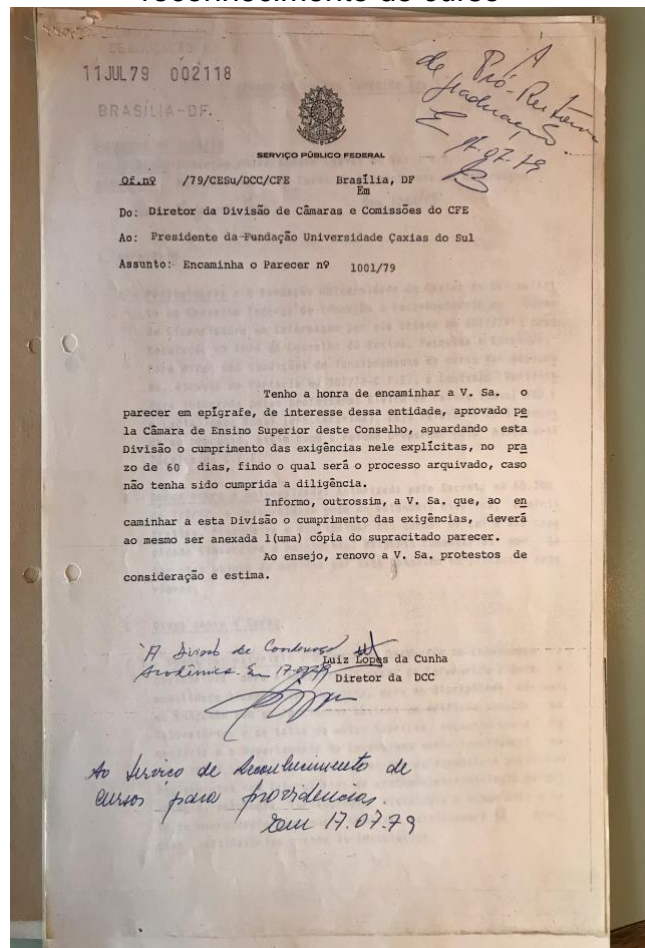 reconhecimento do curso
11 JUL 79 002118
BRASÍLIA-DF.
À
Pró-Reitoria
de Graduação.
E 17.07.79
SERVIÇO PÚBLICO FEDERAL
Of.nº /79/CESu/DCC/CFE Brasília, DF
Em
Do: Diretor da Divisão de Câmaras e Comissões do CFE
Ao: Presidente da Fundação Universidade Çaxias do Sul
Assunto: Encaminha o Parecer nº 1001/79
Tenho a honra de encaminhar a V. Sa. o
parecer em epígrafe, de interesse dessa entidade, aprovado pe
la Câmara de Ensino Superior deste Conselho, aguardando esta
Divisão o cumprimento das exigências nele explícitas, no pra
zo de 60 dias, findo o qual será o processo arquivado, caso
não tenha sido cumprida a diligência.
Informo, outrossim, a V. Sa. que, ao en
caminhar a esta Divisão o cumprimento das exigências, deverá
ao mesmo ser anexada 1(uma) cópia do supracitado parecer.
Ao ensejo, renovo a V. Sa. protestos de
consideração e estima.
A Divisão de
Acadêmica. Em 17.07.79
Luiz Lopes da Cunha
Diretor da DCC
Ao Serviço de Reconhecimento de
cursos para providências.
Em 17.07.79